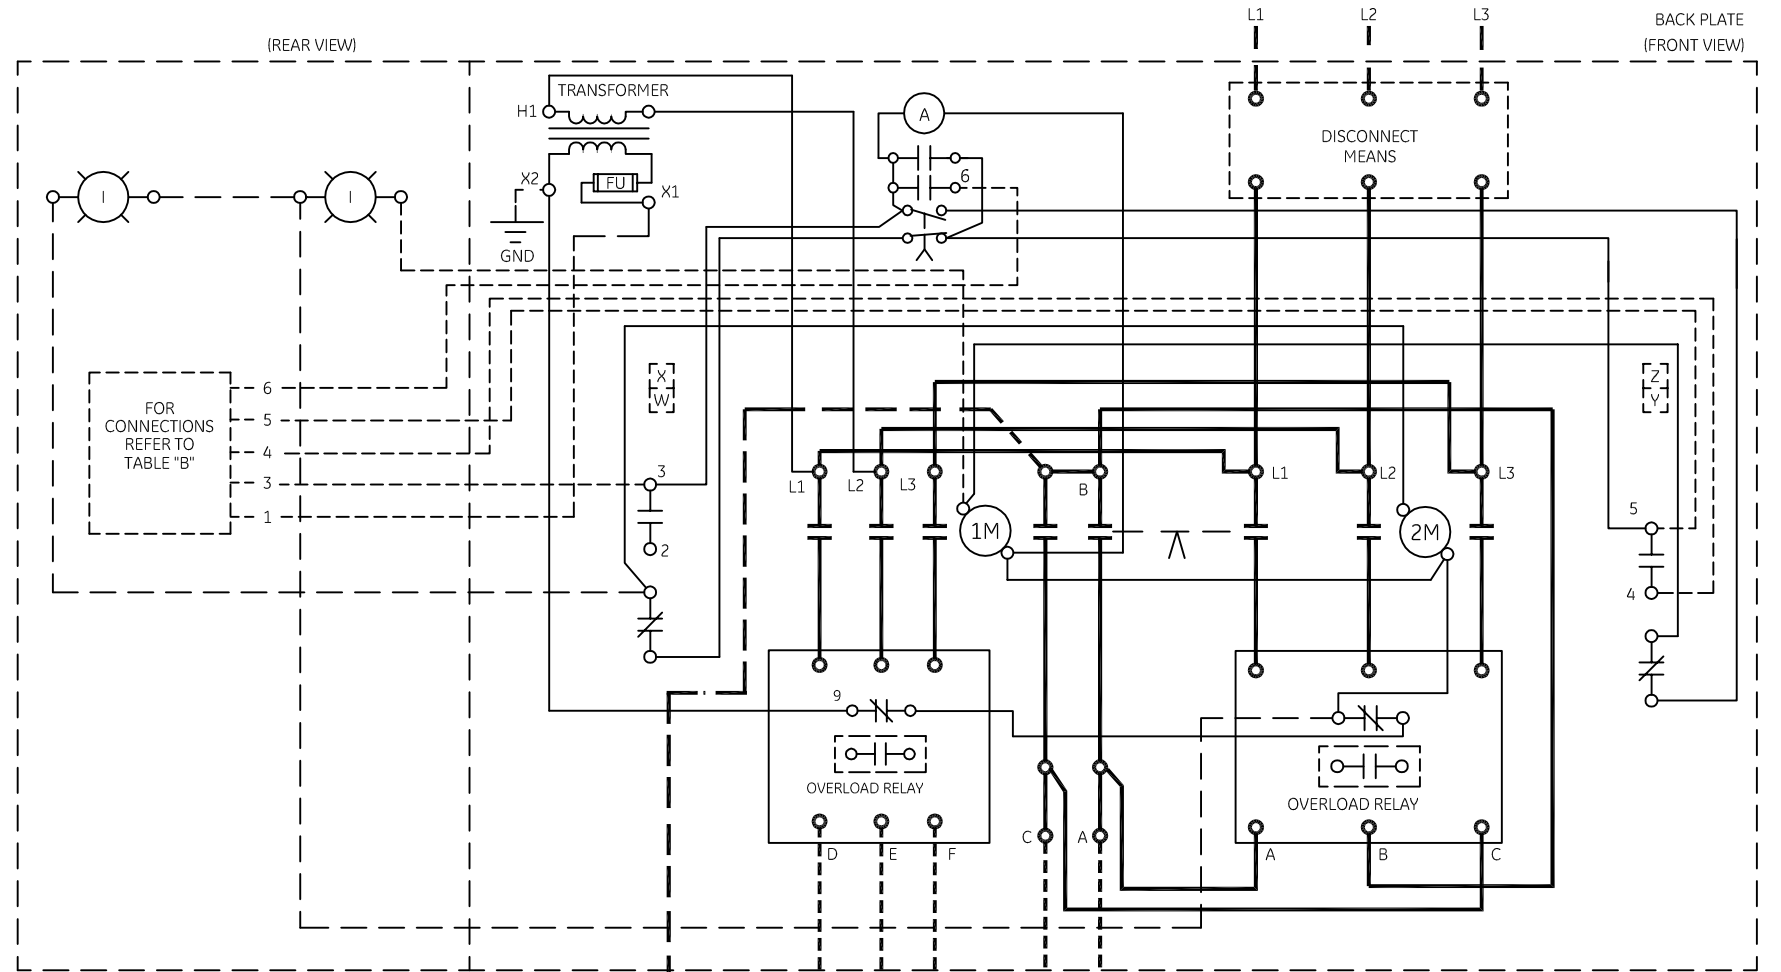 L1 L2 L3
BACK PLATE
(REAR VIEW)
(FRONT VIEW)
TRANSFORMER
H1
A
DISCONNECT
MEANS
6
X2
FU
X1
I
I
GND
X
W
Z
Y
6
FOR
CONNECTIONS
REFER TO
TABLE "B"
5
4
3
1
3
2
L1
L2
L3
B
L1
L2
L3
1M
2M
5
4
9
OVERLOAD RELAY
OVERLOAD RELAY
C
A
D
E
F
A
B
C